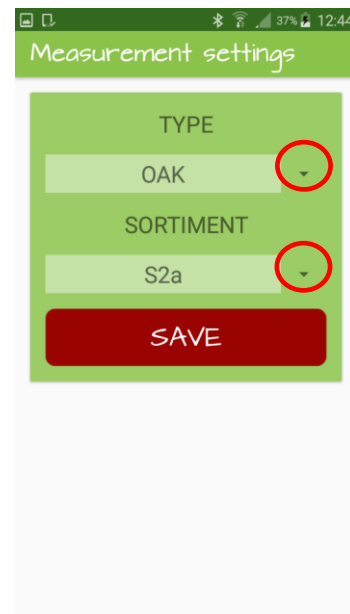 37% 12:44
Measurement settings
TYPE
OAK
SORTIMENT
S2a
SAVE